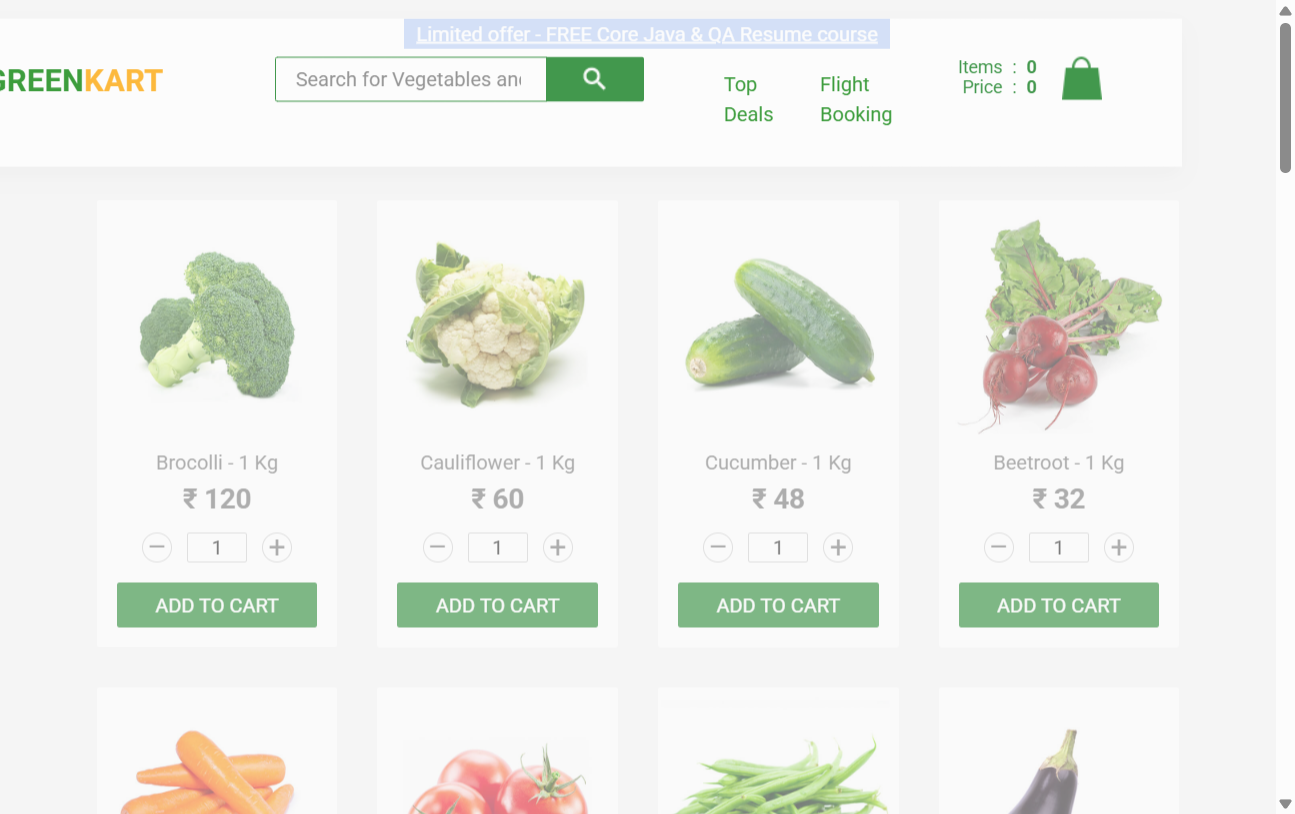 Limited offer - FREE Core Java & QA Resume course
GREENKART
Search for Vegetables an
Top
Deals
Flight
Booking
Items : 0
Price : 0
Brocolli - 1 Kg
₹ 120
1
ADD TO CART
Cauliflower - 1 Kg
₹ 60
1
ADD TO CART
Cucumber - 1 Kg
₹ 48
1
ADD TO CART
Beetroot - 1 Kg
₹ 32
1
ADD TO CART